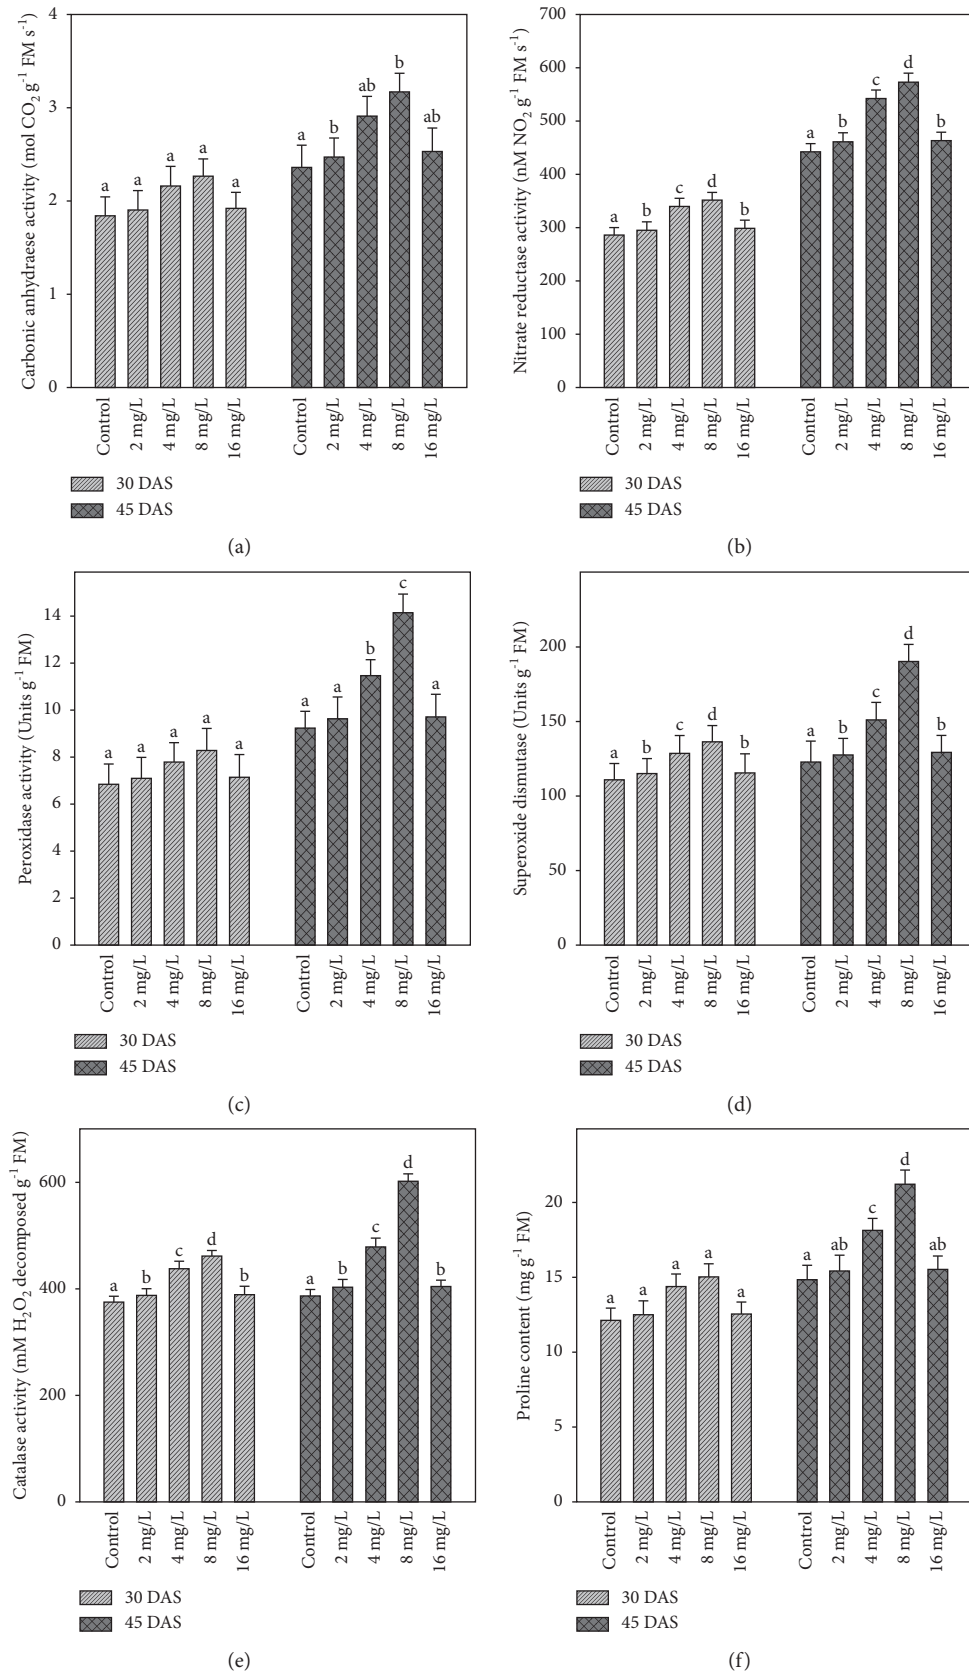 Carbonic anhydraese activity (mol CO2 g-1 FM s-1)
4
3
2
1
0
a
a
a
a
a
a
b
ab
b
ab
Control
2 mg/L
4 mg/L
8 mg/L
16 mg/L
Control
2 mg/L
4 mg/L
8 mg/L
16 mg/L
30 DAS
45 DAS
(a)
Nitrate reductase activity (nM NO2 g-1 FM s-1)
700
600
500
400
300
200
100
0
a
b
c
d
b
a
b
c
d
b
Control
2 mg/L
4 mg/L
8 mg/L
16 mg/L
Control
2 mg/L
4 mg/L
8 mg/L
16 mg/L
30 DAS
45 DAS
(b)
Peroxidase activity (Units g-1 FM)
14
12
10
8
6
4
2
0
a
a
a
a
a
a
a
b
c
a
Control
2 mg/L
4 mg/L
8 mg/L
16 mg/L
Control
2 mg/L
4 mg/L
8 mg/L
16 mg/L
30 DAS
45 DAS
(c)
Superoxide dismutase (Units g-1 FM)
200
150
100
50
0
a
b
c
d
b
a
b
c
d
b
Control
2 mg/L
4 mg/L
8 mg/L
16 mg/L
Control
2 mg/L
4 mg/L
8 mg/L
16 mg/L
30 DAS
45 DAS
(d)
Catalase activity (mM H2O2 decomposed g-1 FM)
600
400
200
0
a
b
c
d
b
a
b
c
d
b
Control
2 mg/L
4 mg/L
8 mg/L
16 mg/L
Control
2 mg/L
4 mg/L
8 mg/L
16 mg/L
30 DAS
45 DAS
(e)
Proline content (mg g-1 FM)
20
15
10
5
0
a
a
a
a
a
a
ab
c
d
ab
Control
2 mg/L
4 mg/L
8 mg/L
16 mg/L
Control
2 mg/L
4 mg/L
8 mg/L
16 mg/L
30 DAS
45 DAS
(f)